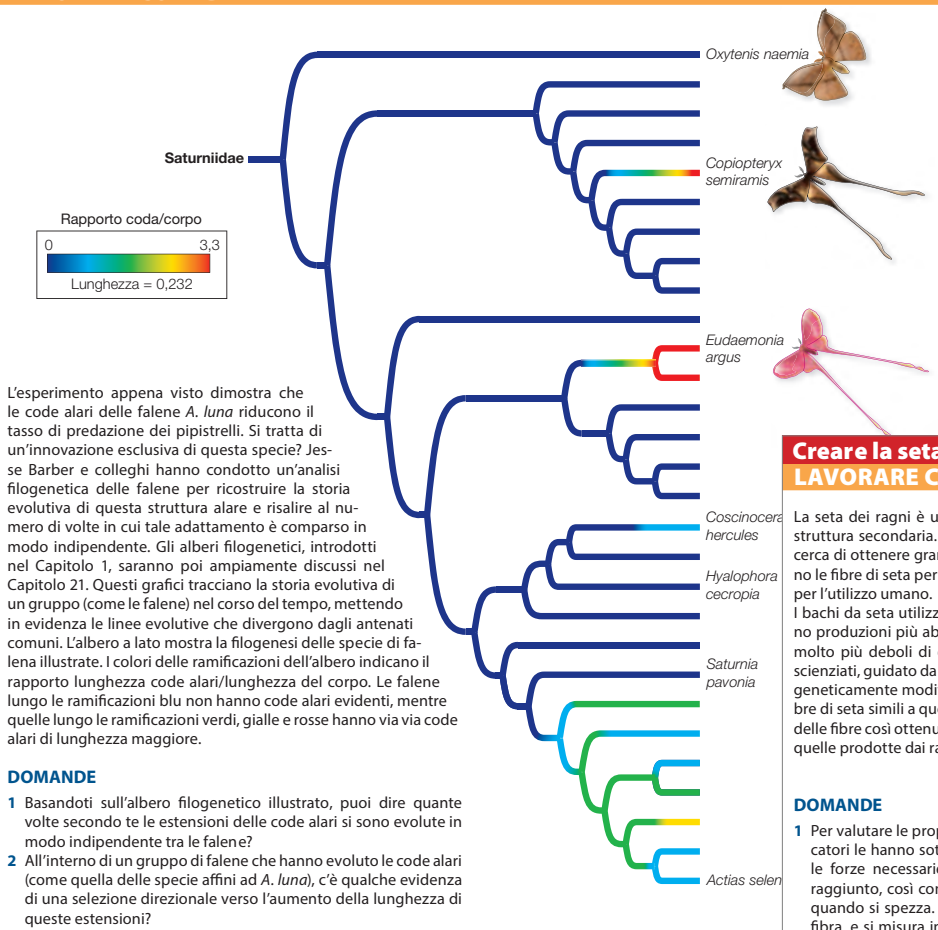 Oxytenis naemia
Saturniidae
Copiopteryx
semiramis
Rapporto coda/corpo
0 3,3
Lunghezza = 0,232
Eudaemonia
argus
Coscinocera
hercules
Hyalophora
cecropia
Saturnia
pavonia
Actias selen
L'esperimento appena visto dimostra che
le code alari delle falene A. luna riducono il
tasso di predazione dei pipistrelli. Si tratta di
un'innovazione esclusiva di questa specie? Jes-
se Barber e colleghi hanno condotto un'analisi
filogenetica delle falene per ricostruire la storia
evolutiva di questa struttura alare e risalire al nu-
mero di volte in cui tale adattamento è comparso in
modo indipendente. Gli alberi filogenetici, introdotti
nel Capitolo 1, saranno poi ampiamente discussi nel
Capitolo 21. Questi grafici tracciano la storia evolutiva di
un gruppo (come le falene) nel corso del tempo, mettendo
in evidenza le linee evolutive che divergono dagli antenati
comuni. L'albero a lato mostra la filogenesi delle specie di fa-
lena illustrate. I colori delle ramificazioni dell'albero indicano il
rapporto lunghezza code alari/lunghezza del corpo. Le falene
lungo le ramificazioni blu non hanno code alari evidenti, mentre
quelle lungo le ramificazioni verdi, gialle e rosse hanno via via code
alari di lunghezza maggiore.
DOMANDE
1 Basandoti sull'albero filogenetico illustrato, puoi dire quante
volte secondo te le estensioni delle code alari si sono evolute in
modo indipendente tra le falene?
2 All'interno di un gruppo di falene che hanno evoluto le code alari
(come quella delle specie affini ad A. luna), c'è qualche evidenza
di una selezione direzionale verso l'aumento della lunghezza di
queste estensioni?
Creare la seta
LAVORARE C
La seta dei ragni è u
struttura secondaria.
cerca di ottenere gran
no le fibre di seta per
per l'utilizzo umano.
I bachi da seta utilizz
no produzioni più ab
molto più deboli di
scienziati, guidato da
geneticamente modi
bre di seta simili a que
delle fibre così ottenu
quelle prodotte dai ra
DOMANDE
1 Per valutare le prop
catori le hanno sot
le forze necessari
raggiunto, così con
quando si spezza.
fibra, e si misura in